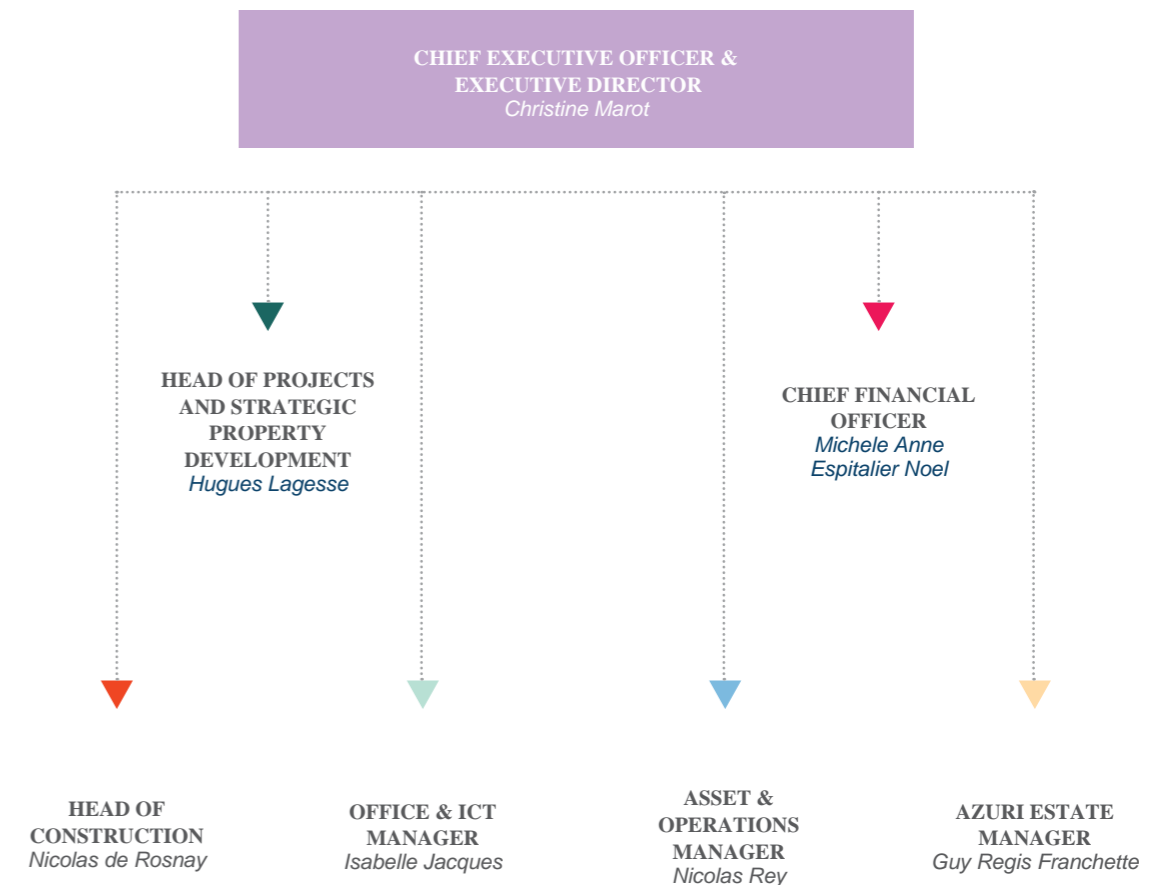 CHIEF EXECUTIVE OFFICER &
EXECUTIVE DIRECTOR
Christine Marot
HEAD OF PROJECTS
AND STRATEGIC
PROPERTY
DEVELOPMENT
Hugues Lagesse
CHIEF FINANCIAL
OFFICER
Michele Anne
Espitalier Noel
HEAD OF
CONSTRUCTION
Nicolas de Rosnay
OFFICE & ICT
MANAGER
Isabelle Jacques
ASSET &
OPERATIONS
MANAGER
Nicolas Rey
AZURI ESTATE
MANAGER
Guy Regis Franchette